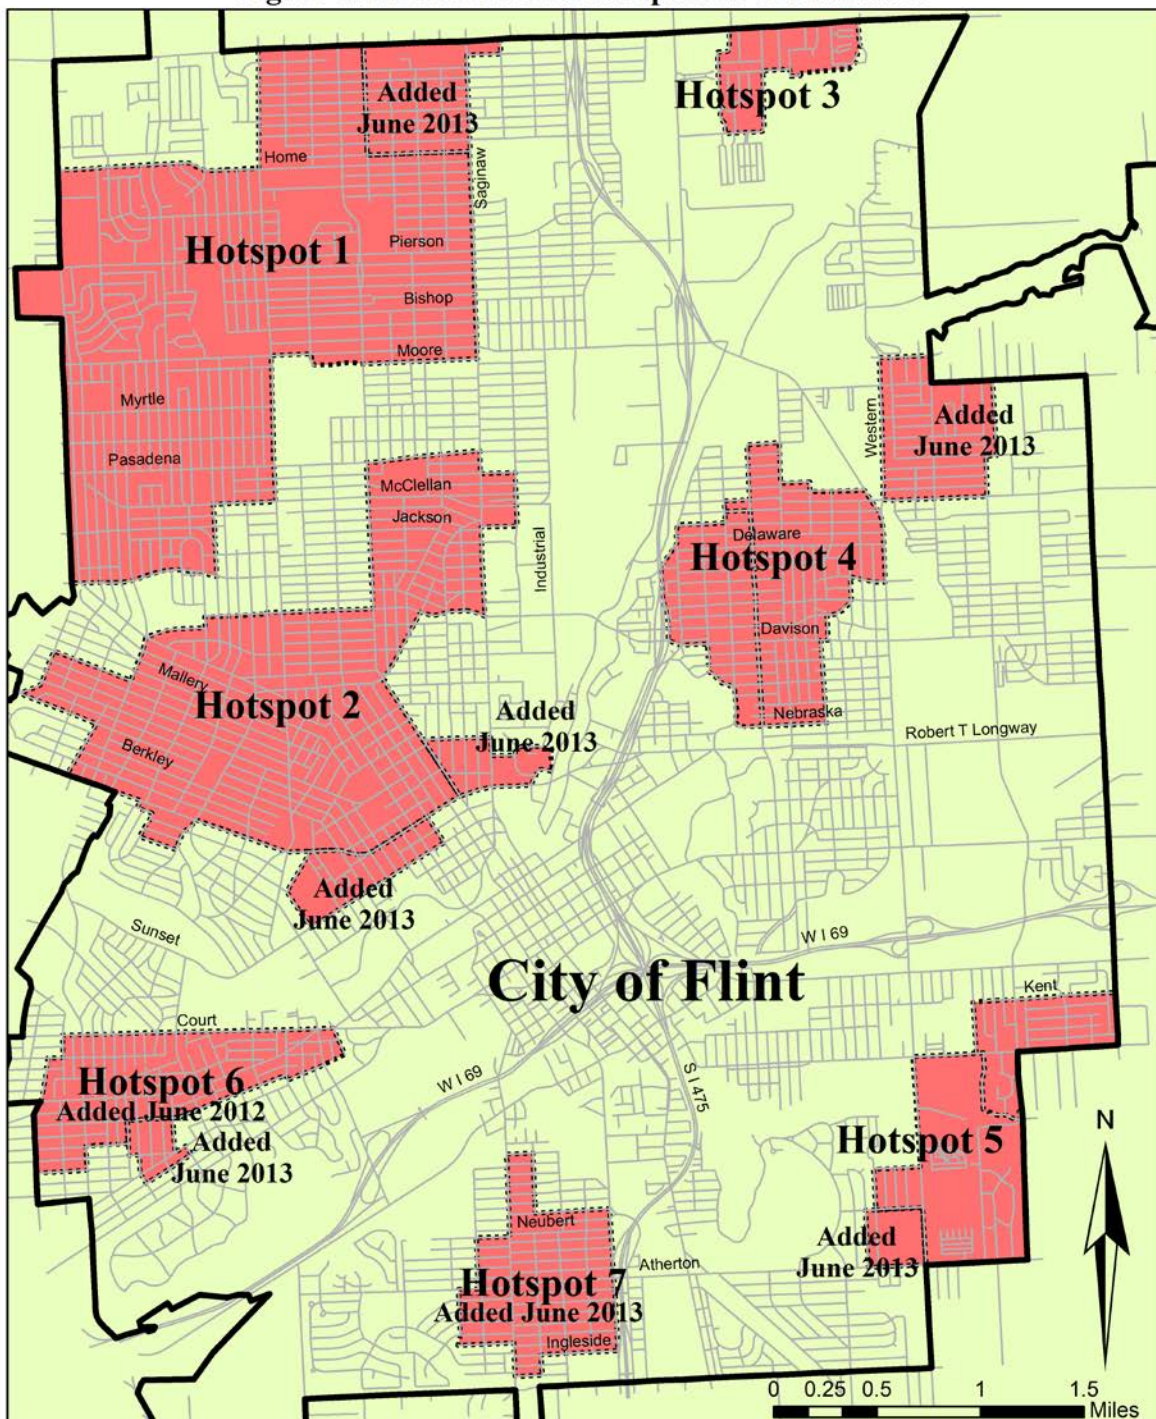 Hotspot 3
Added
June 2013
Home
Saginaw
Hotspot 1
Pierson
Bishop
Moore
Myrtle
Pasadena
Western
Added
June 2013
McClellan
Jackson
Industrial
Delaware
Hotspot 4
Davison
Nebraska
Mallery
Hotspot 2
Berkley
Added
June 2013
Robert T Longway
Added
June 2013
Sunset
W I 69
City of Flint
Kent
Court
Hotspot 6
Added June 2012
Added
June 2013
W I 69
S I 475
Hotspot 5
N
Neubert
Added
June 2013
Atherton
Hotspot 7
Added June 2013
Ingleside
0 0.25 0.5 1 1.5
Miles